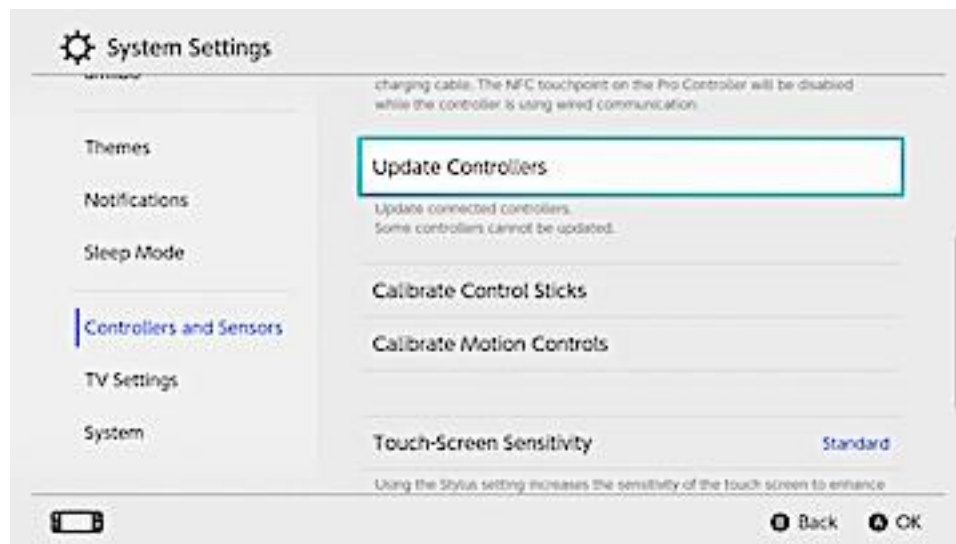 System Settings
amiibo
charging cable. The NFC touchpoint on the Pro Controller will be disabled
while the controller is using wired communication.
Themes
Update Controllers
Notifications
Update connected controllers.
Some controllers cannot be updated.
Sleep Mode
Calibrate Control Sticks
Controllers and Sensors
Calibrate Motion Controls
TV Settings
System
Touch-Screen Sensitivity Standard
Using the Stylus setting increases the sensitivity of the touch screen to enhance
B Back A OK